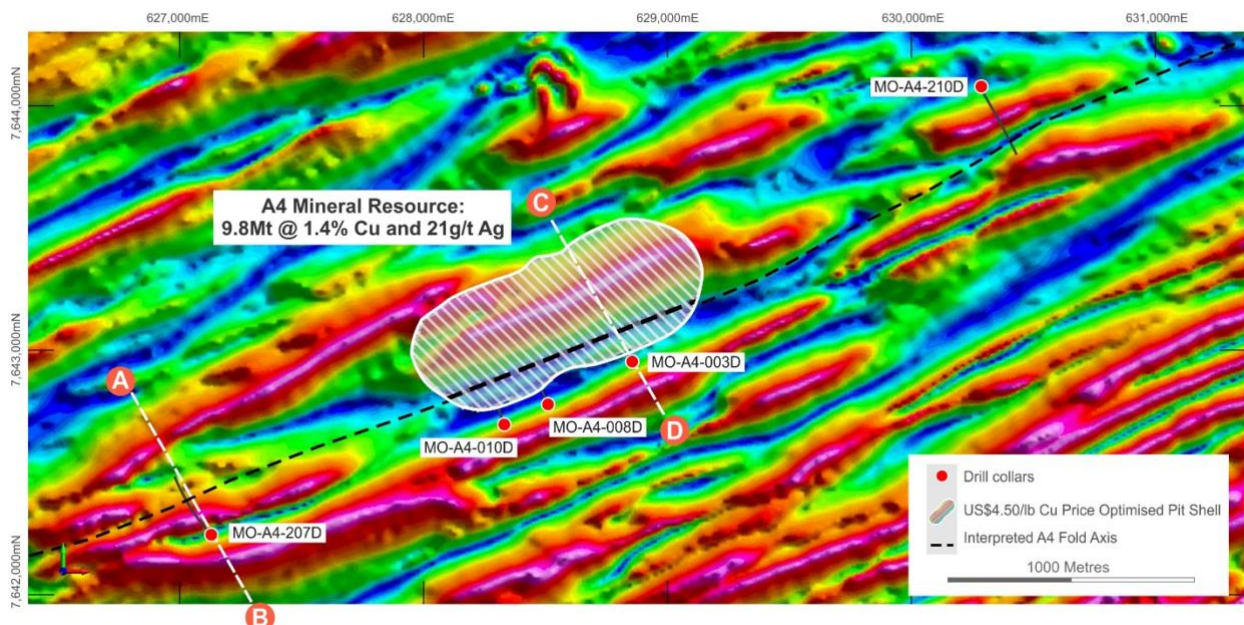 627,000mE
628,000mE
629,000mE
630,000mE
631,000mE
7,644,000mN
7,643,000mN
7,642,000mN
MO-A4-210D
A4 Mineral Resource:
9.8Mt @ 1.4% Cu and 21g/t Ag
C
A
MO-A4-003D
MO-A4-008D
D
MO-A4-010D
MO-A4-207D
B
Drill collars
US$4.50/lb Cu Price Optimised Pit Shell
Interpreted A4 Fold Axis
1000 Metres